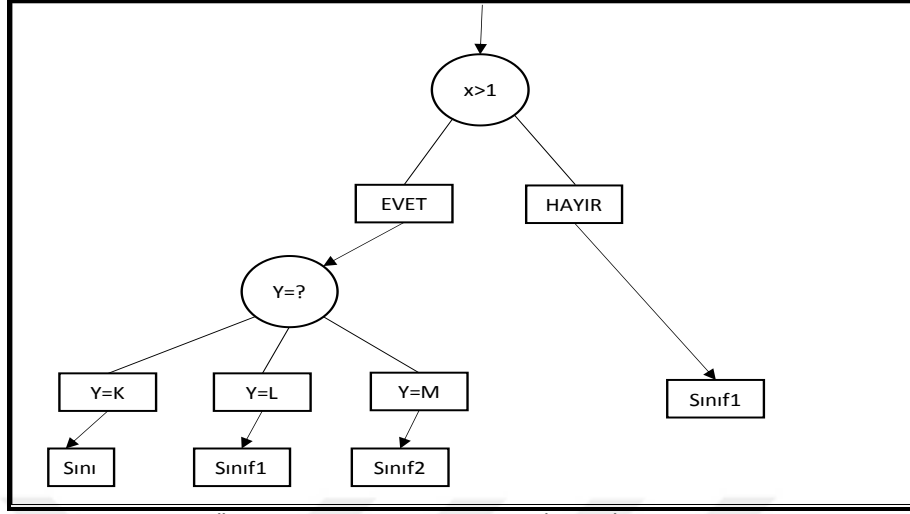 x>1
EVET
HAYIR
Y=?
Y=K
Y=L
Y=M
Sınıf1
Sını
Sınıf1
Sınıf2